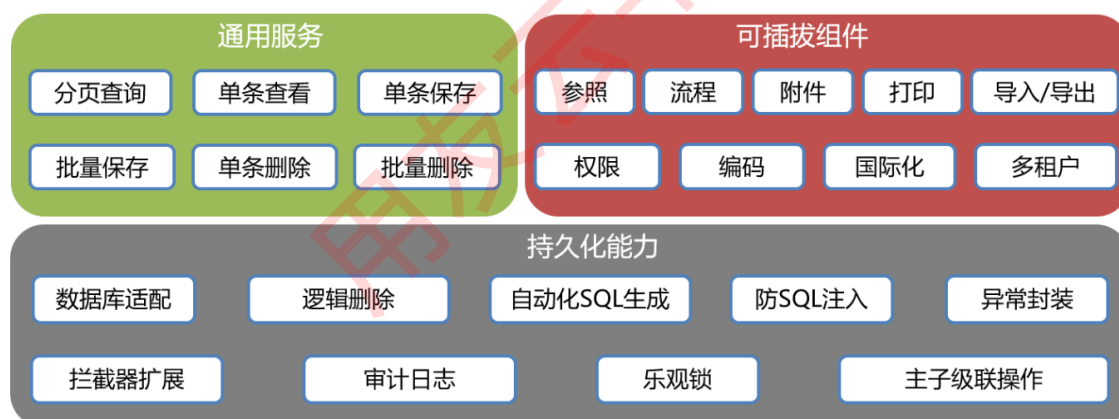 通用服务
分页查询 单条查看 单条保存
批量保存 单条删除 批量删除
可插拔组件
参照 流程 附件 打印 导入/导出
权限 编码 国际化 多租户
持久化能力
数据库适配 逻辑删除 自动化SQL生成 防SQL注入 异常封装
拦截器扩展 审计日志 乐观锁 主子级联操作
用友云